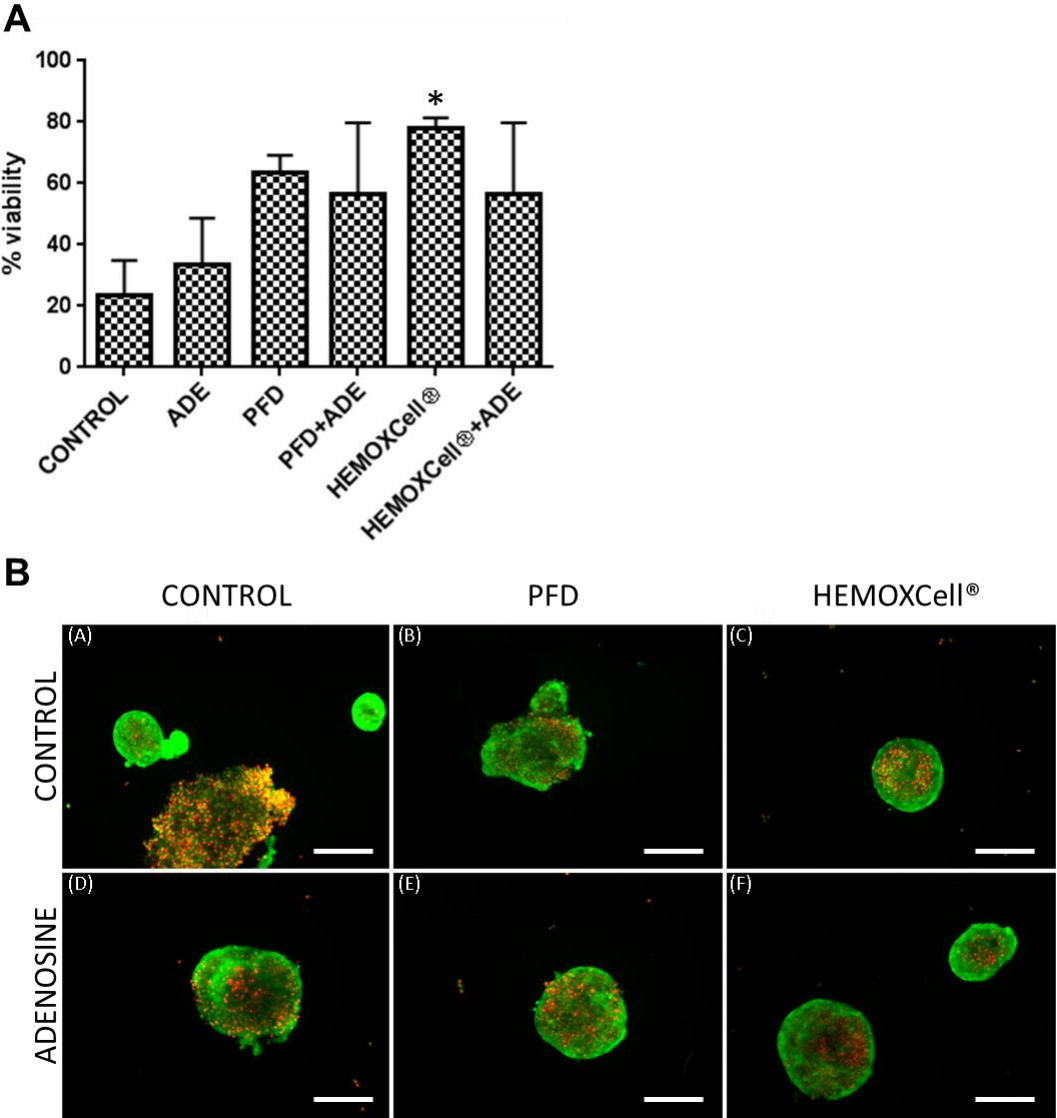 A
100
80
60
40
20
0
% viability
*
CONTROL
ADE
PFD
PFD+ADE
HEMOXCell®
HEMOXCell®+ADE
B
CONTROL PFD HEMOXCell®
CONTROL
(A) (B) (C)
ADENOSINE
(D) (E) (F)